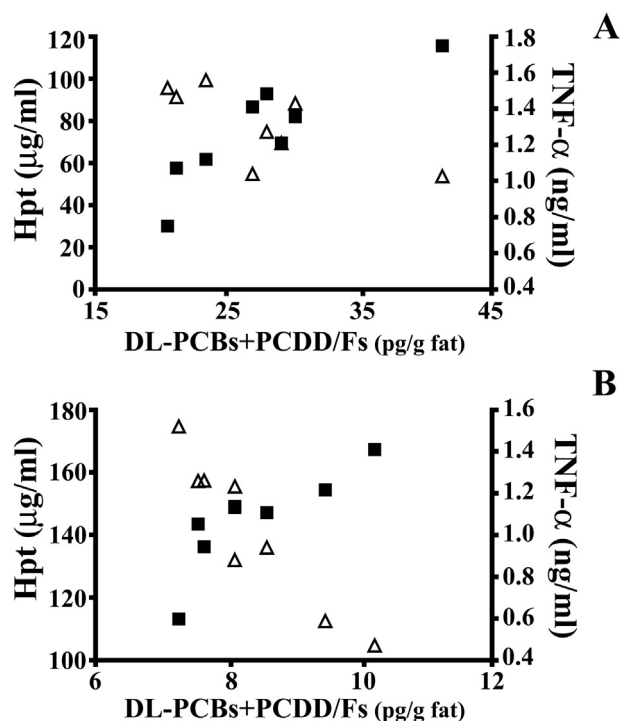 A
120
100
80
60
40
20
0
Hpt (μg/ml)
1.8
1.6
1.4
1.2
1.0
0.8
0.6
0.4
TNF-α (ng/ml)
15 25 35 45
DL-PCBs+PCDD/Fs (pg/g fat)
B
180
160
140
120
100
Hpt (μg/ml)
1.6
1.4
1.2
1.0
0.8
0.6
0.4
TNF-α (ng/ml)
6 8 10 12
DL-PCBs+PCDD/Fs (pg/g fat)